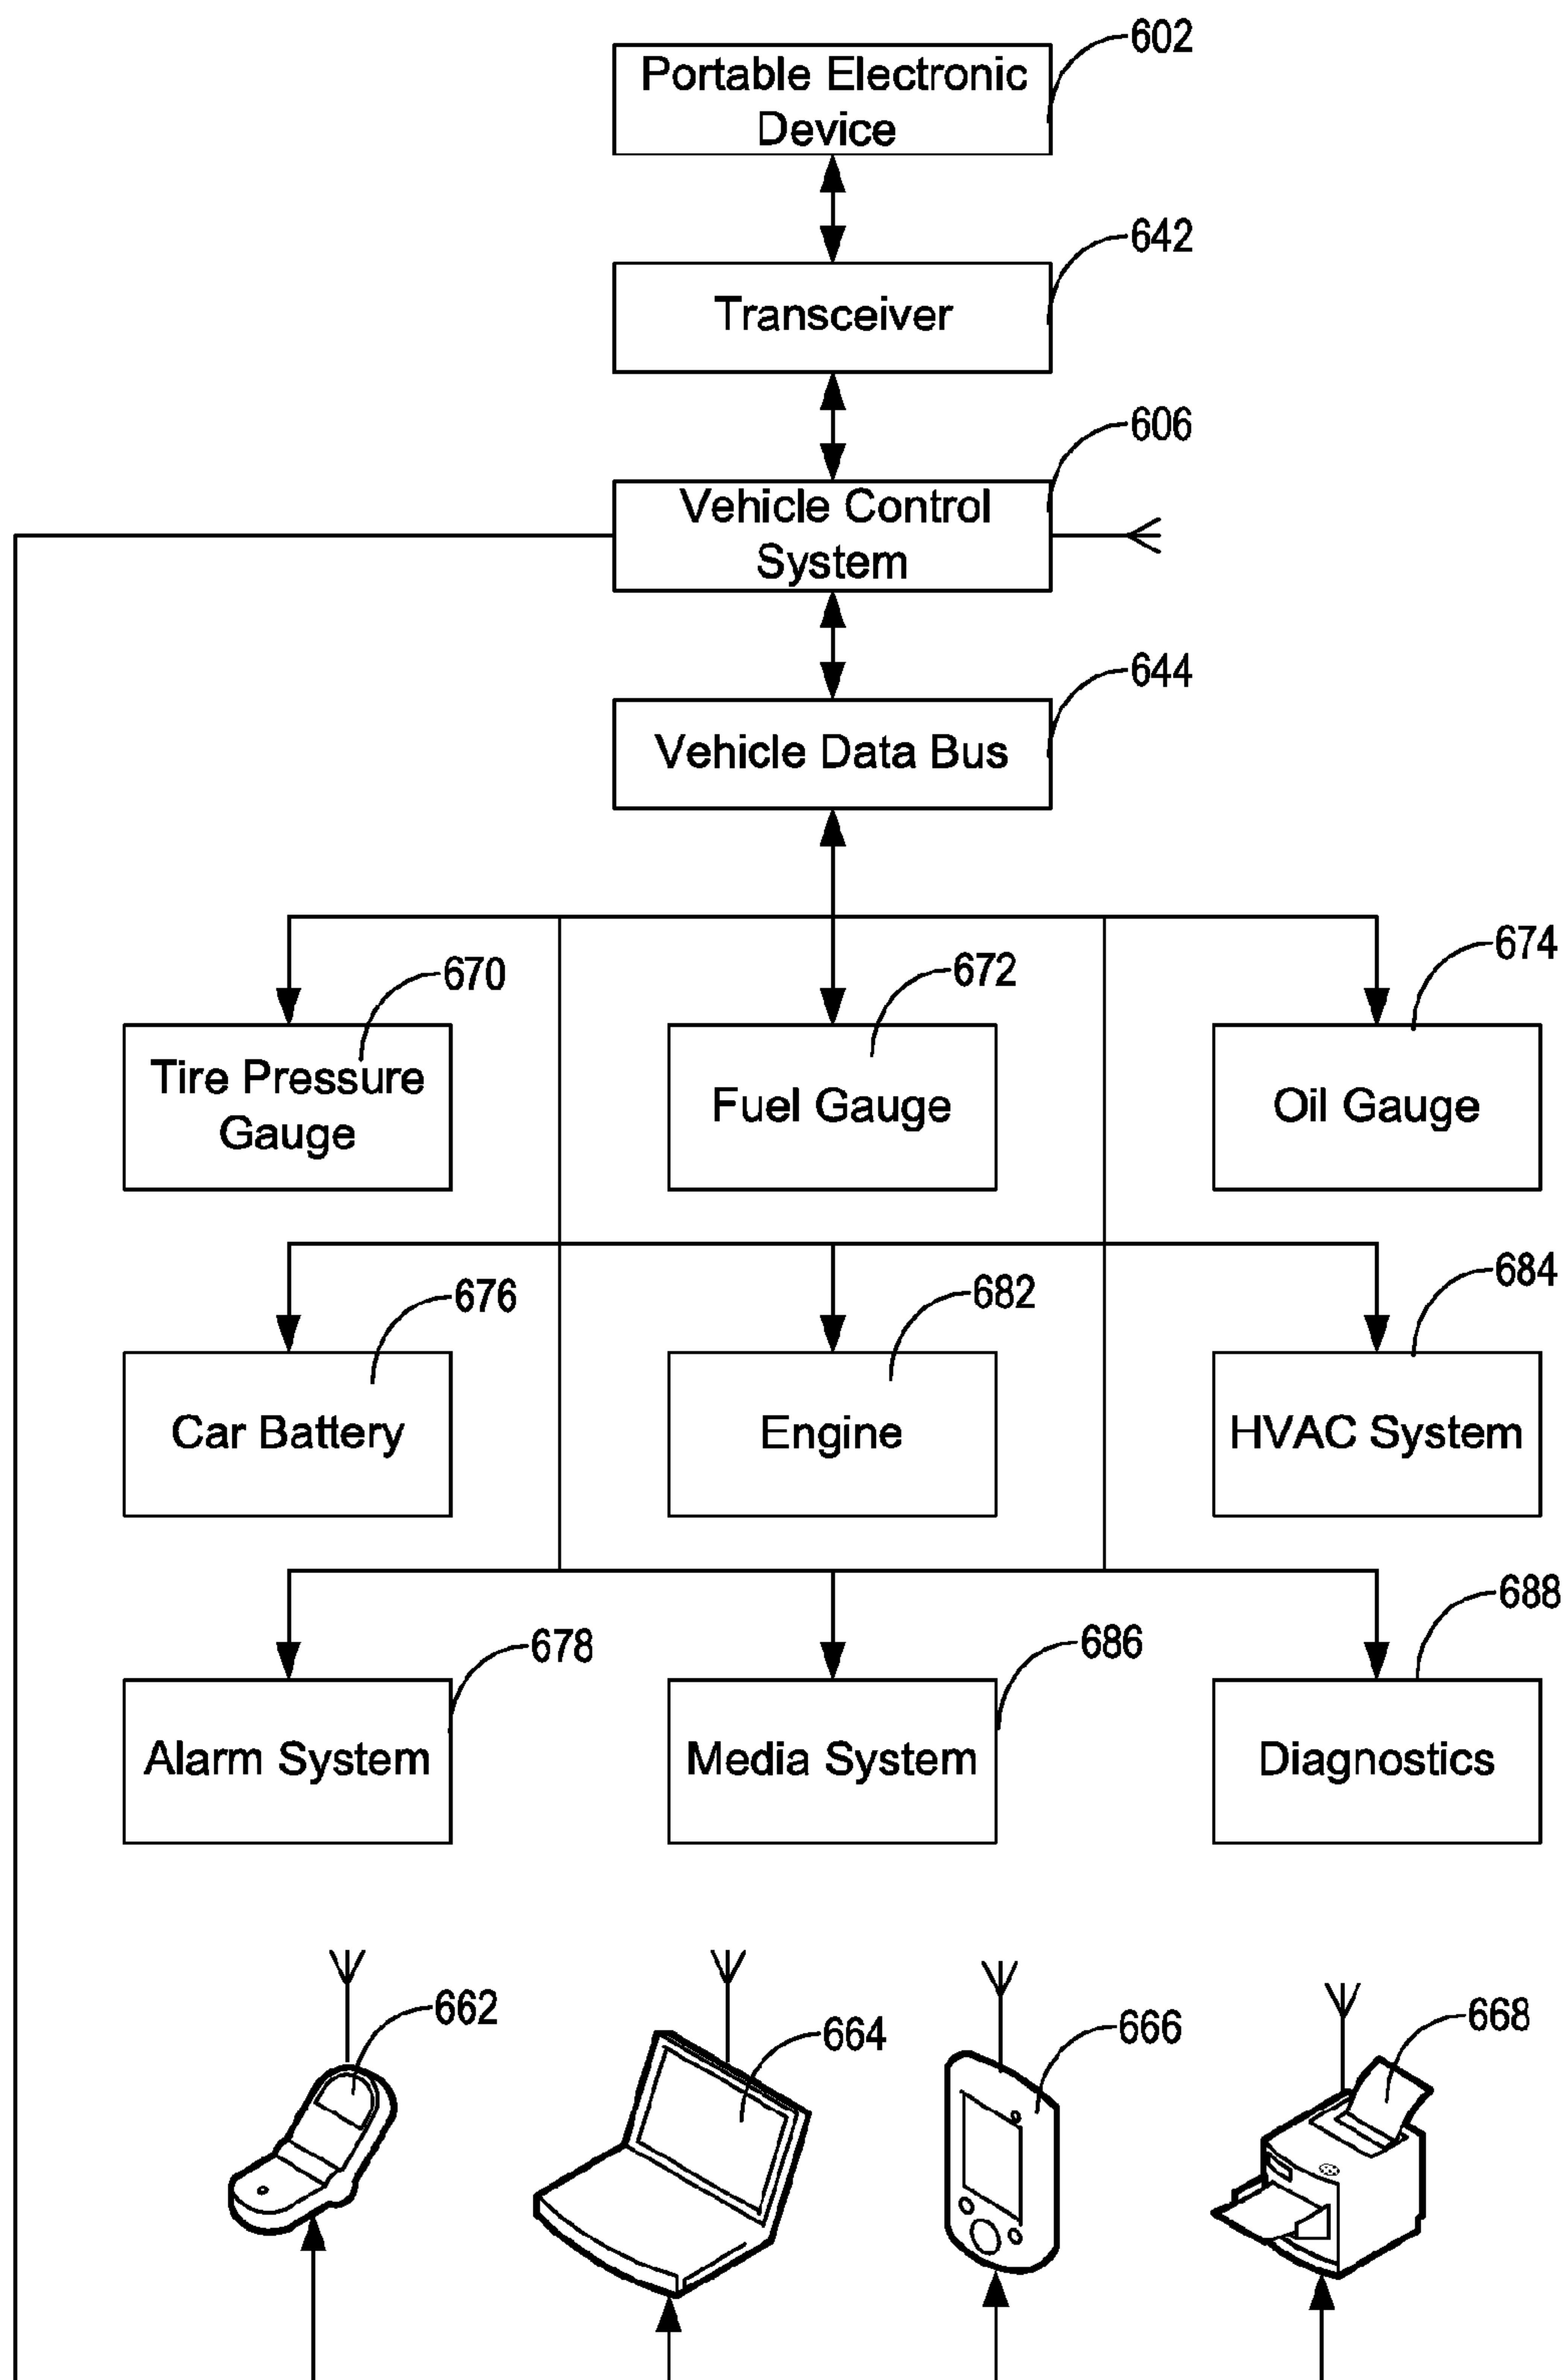 602
Portable Electronic
Device
642
Transceiver
606
Vehicle Control
System
644
Vehicle Data Bus
670
672
674
Tire Pressure
Gauge
Fuel Gauge
Oil Gauge
676
682
684
Car Battery
Engine
HVAC System
678
686
688
Alarm System
Media System
Diagnostics
662
664
666
668